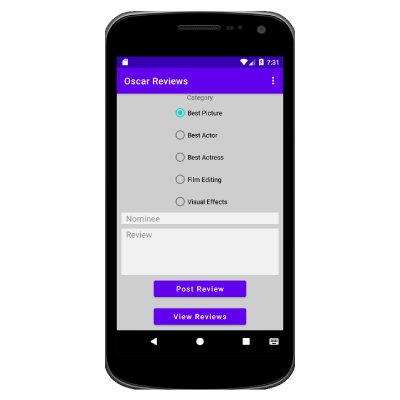 7:31
Oscar Reviews
Category
Best Picture
Best Actor
Best Actress
Film Editing
Visual Effects
Nominee
Review
Post Review
View Reviews